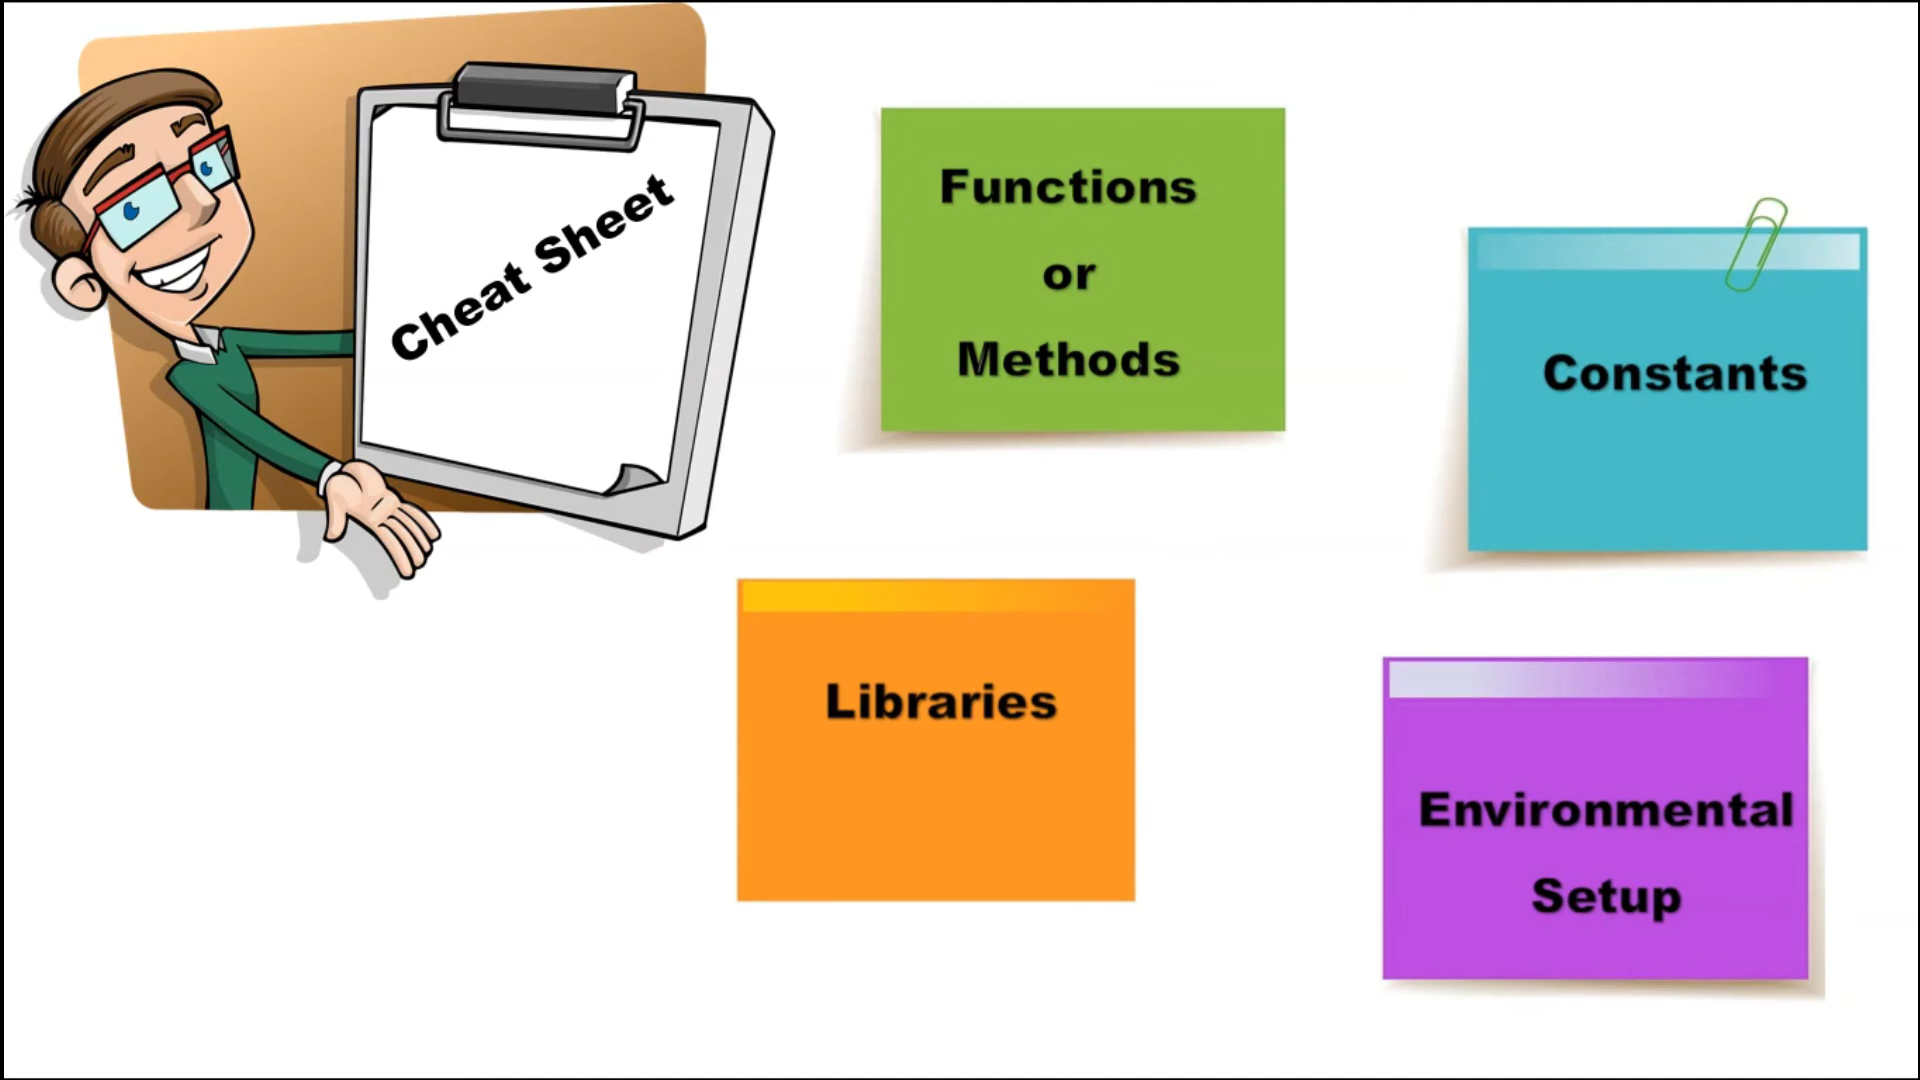 Cheat Sheet
Functions
or
Methods
Constants
Libraries
Environmental
Setup